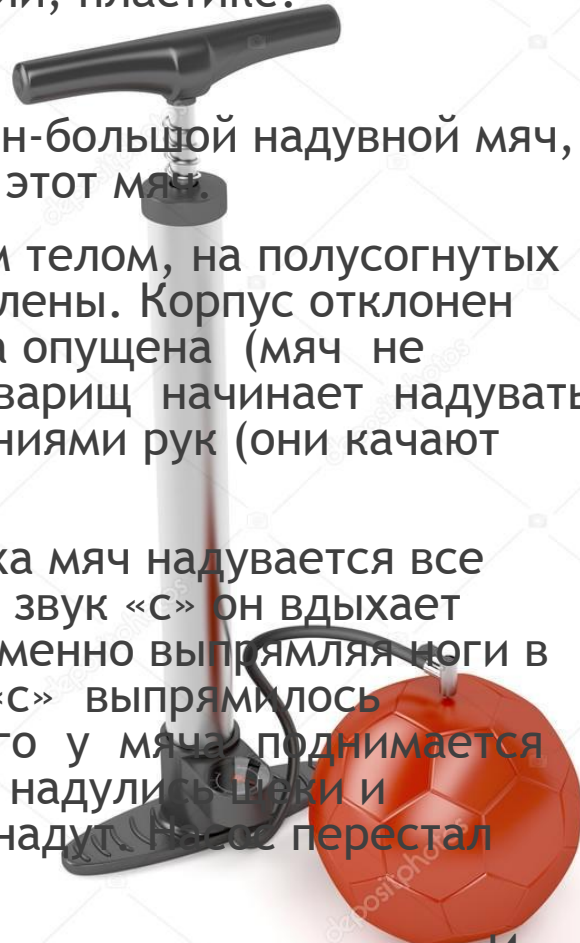 ли, пластике.
н-большой надувной мяч,
этот мяч.
м телом, на полусогнутых
лены. Корпус отклонен
а опущена (мяч не
варищ начинает надувать
ниями рук (они качают
ка мяч надувается все
звук «с» он вдыхает
менно выпрямляя ноги в
«с» выпрямилось
го у мяча поднимается
надулись щеки и
надут. Насос перестал